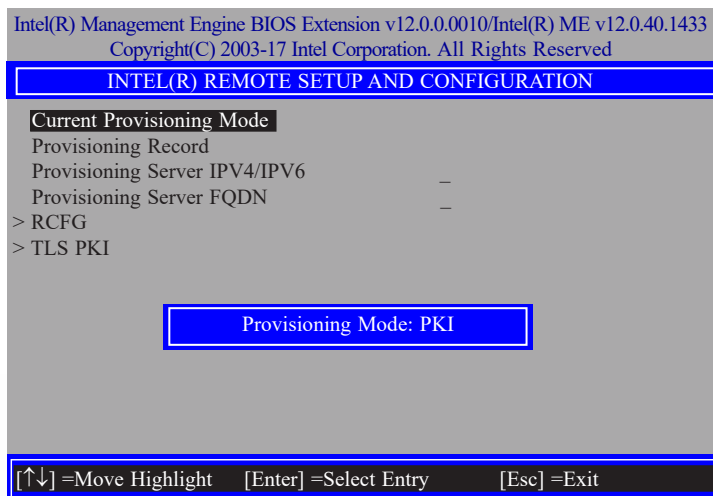 Intel(R) Management Engine BIOS Extension v12.0.0.0010/Intel(R) ME v12.0.40.1433
Copyright(C) 2003-17 Intel Corporation. All Rights Reserved
INTEL(R) REMOTE SETUP AND CONFIGURATION
Current Provisioning Mode
Provisioning Record
Provisioning Server IPV4/IPV6 _
Provisioning Server FQDN _
> RCFG
> TLS PKI
Provisioning Mode: PKI
[↑↓] =Move Highlight [Enter] =Select Entry [Esc] =Exit